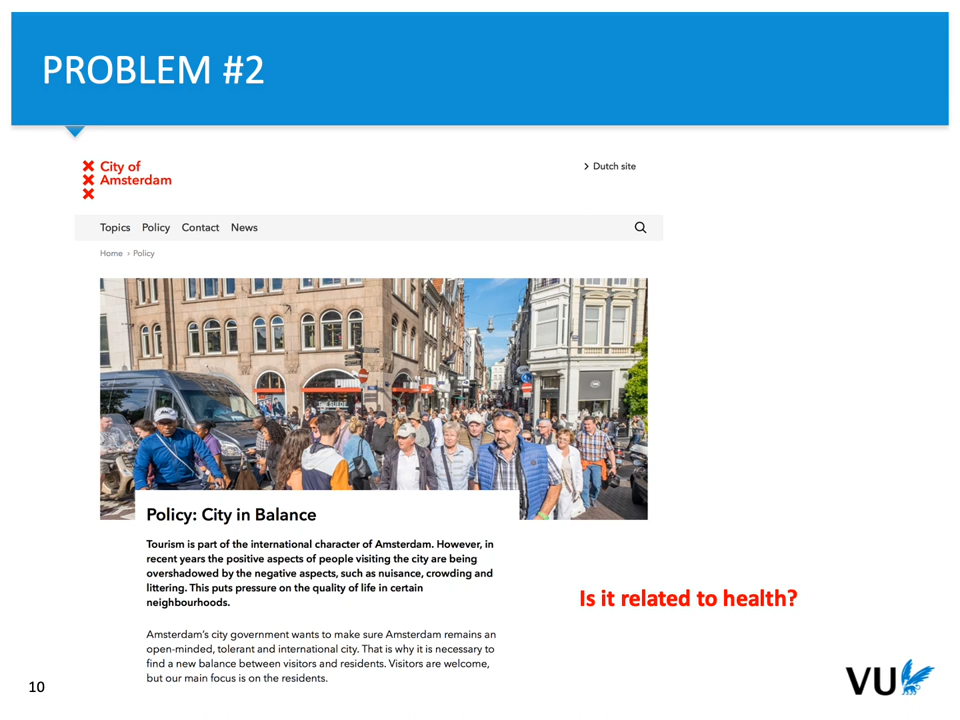 PROBLEM #2
City of
Amsterdam
Dutch site
Topics Policy Contact News
Home › Policy
PUMA
Policy: City in Balance
Tourism is part of the international character of Amsterdam. However, in
recent years the positive aspects of people visiting the city are being
overshadowed by the negative aspects, such as nuisance, crowding and
littering. This puts pressure on the quality of life in certain
neighbourhoods.
Amsterdam’s city government wants to make sure Amsterdam remains an
open-minded, tolerant and international city. That is why it is necessary to
find a new balance between visitors and residents. Visitors are welcome,
but our main focus is on the residents.
Is it related to health?
10
VU